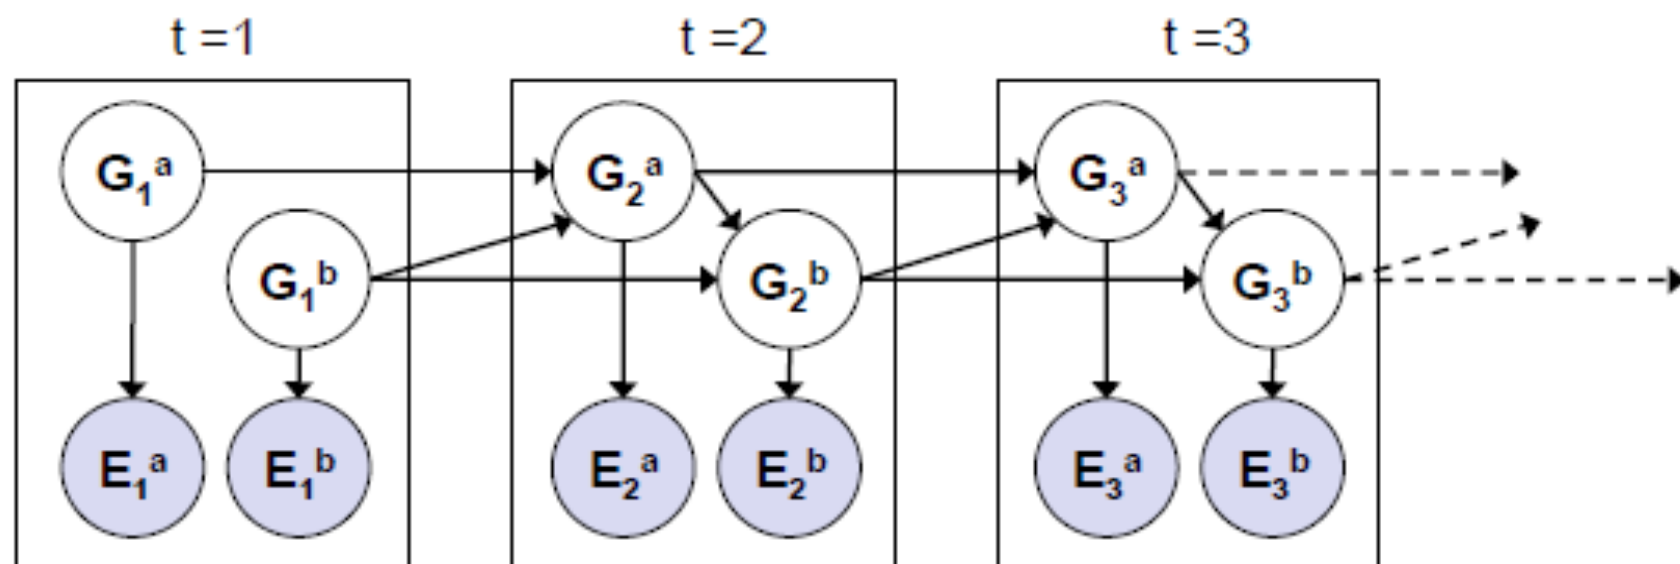 t =1 t =2 t =3
G₁ᵃ G₂ᵃ G₃ᵃ
G₁ᵇ G₂ᵇ G₃ᵇ
E₁ᵃ E₁ᵇ E₂ᵃ E₂ᵇ E₃ᵃ E₃ᵇ